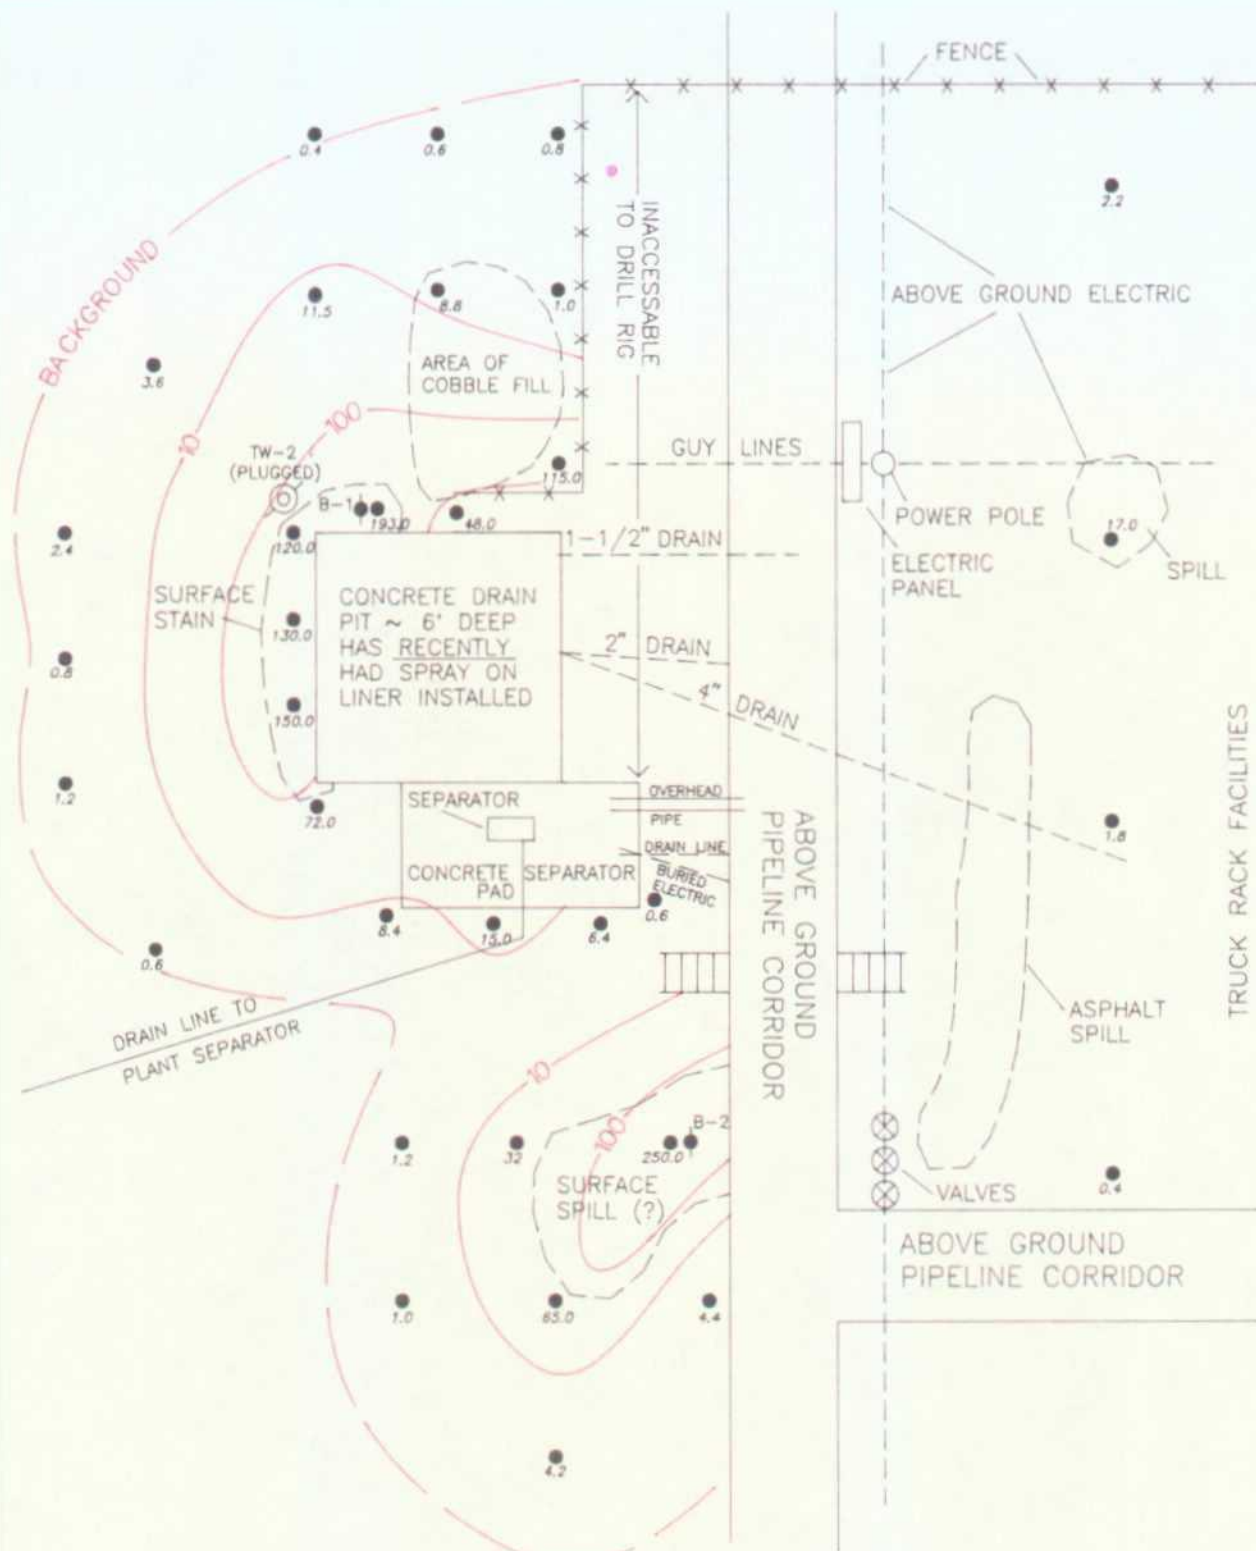 FENCE
0.4
0.6
0.8
2.2
INACCESSABLE
TO DRILL RIG
BACKGROUND
ABOVE GROUND ELECTRIC
11.5
8.8
1.0
3.6
AREA OF
COBBLE FILL
10
100
TW-2
(PLUGGED)
GUY LINES
115.0
B-1
193.0
48.0
POWER POLE
17.0
2.4
120.0
1-1/2" DRAIN
ELECTRIC
PANEL
SPILL
SURFACE
STAIN
CONCRETE DRAIN
PIT ~ 6' DEEP
HAS RECENTLY
HAD SPRAY ON
LINER INSTALLED
130.0
2" DRAIN
0.8
4" DRAIN
150.0
TRUCK RACK FACILITIES
1.2
72.0
SEPARATOR
OVERHEAD
PIPE
1.8
ABOVE GROUND
PIPELINE CORRIDOR
DRAIN LINE
CONCRETE SEPARATOR
PAD
BURIED
ELECTRIC
0.6
8.4
15.0
6.4
0.6
DRAIN LINE TO
PLANT SEPARATOR
ASPHALT
SPILL
10
100
B-2
1.2
32
250.0
SURFACE
SPILL (?)
VALVES
0.4
ABOVE GROUND
PIPELINE CORRIDOR
1.0
65.0
4.4
4.2